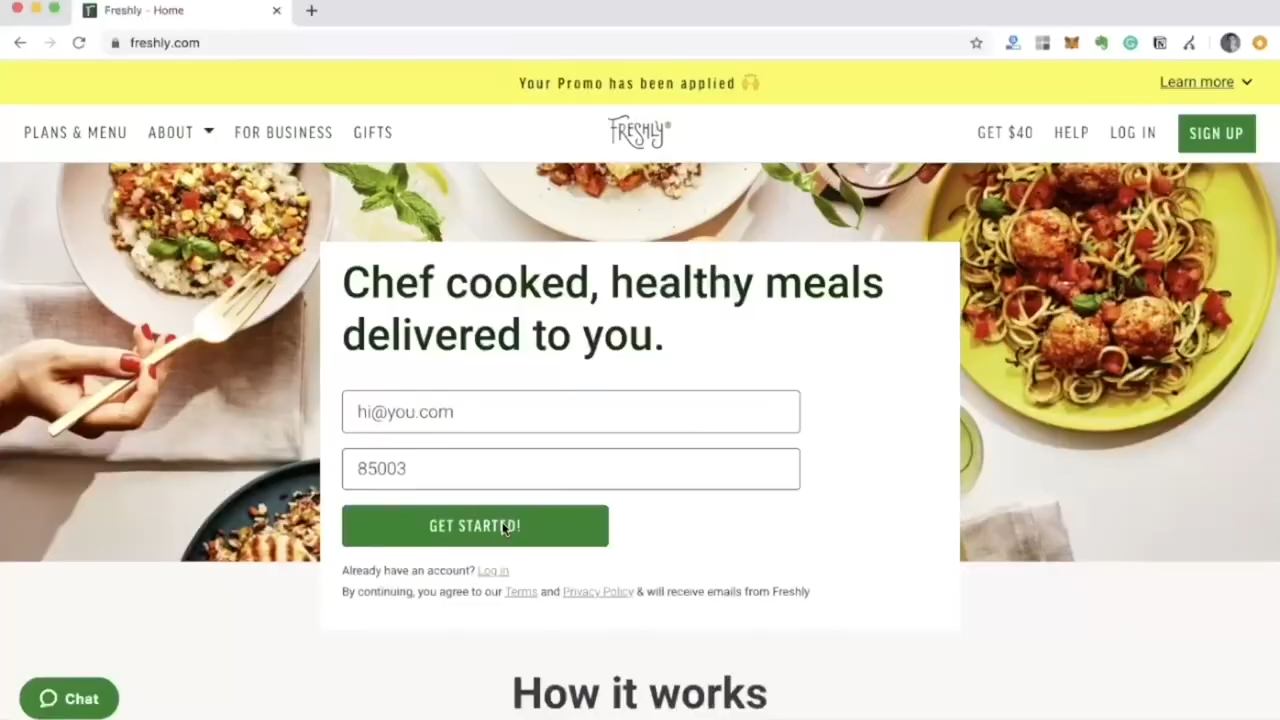 Freshly - Home
freshly.com
Your Promo has been applied
Learn more
PLANS & MENU ABOUT FOR BUSINESS GIFTS
FRESHLY®
GET $40 HELP LOG IN SIGN UP
Chef cooked, healthy meals
delivered to you.
hi@you.com
85003
GET STARTED!
Already have an account? Log in
By continuing, you agree to our Terms and Privacy Policy & will receive emails from Freshly
How it works
Chat